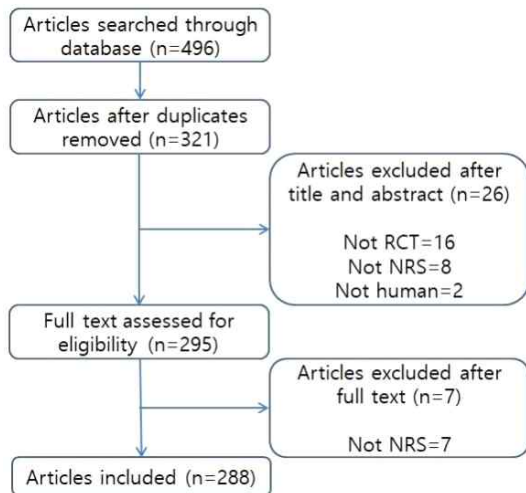 Articles searched through
database (n=496)
Articles after duplicates
removed (n=321)
Articles excluded after
title and abstract (n=26)
Not RCT=16
Not NRS=8
Not human=2
Full text assessed for
eligibility (n=295)
Articles excluded after
full text (n=7)
Not NRS=7
Articles included (n=288)